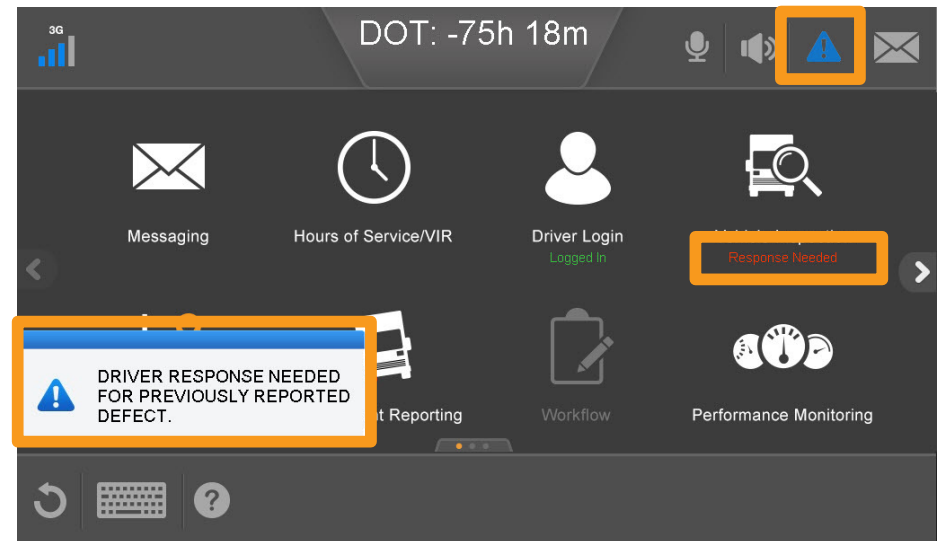 3G
DOT: -75h 18m
Messaging
Hours of Service/VIR
Driver Login
Logged In
Response Needed
DRIVER RESPONSE NEEDED
FOR PREVIOUSLY REPORTED
DEFECT.
Reporting
Workflow
Performance Monitoring
?